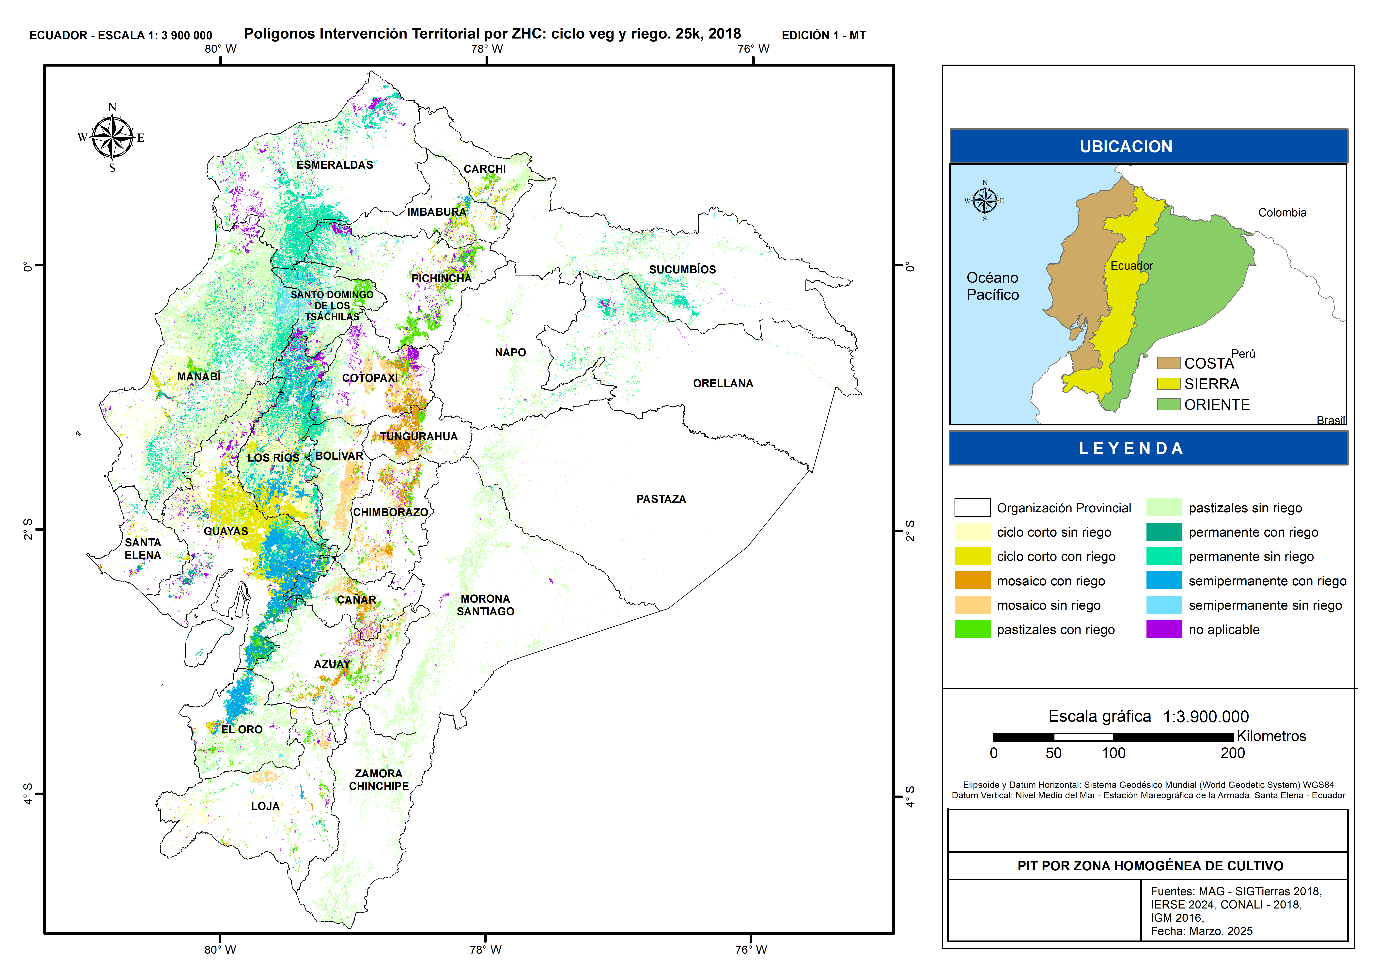 ECUADOR - ESCALA 1: 3 900 000
Polígonos Intervención Territorial por ZHC: ciclo veg y riego. 25k, 2018
EDICIÓN 1 - MT
80° W
78° W
76° W
N
W
E
S
ESMERALDAS
CARCHI
IMBABURA
0°
0°
SUCUMBÍOS
PICHINCHA
SANTO DOMINGO
DE LOS
TSÁCHILAS
NAPO
MANABÍ
COTOPAXI
ORELLANA
TUNGURAHUA
LOS RÍOS
BOLÍVAR
PASTAZA
CHIMBORAZO
2° S
2° S
GUAYAS
SANTA
ELENA
CAÑAR
MORONA
SANTIAGO
AZUAY
EL ORO
ZAMORA
CHINCHIPE
4° S
4° S
LOJA
80° W
78° W
76° W
UBICACION
N
W
E
S
Colombia
Ecuador
Océano
Pacífico
Perú
COSTA
SIERRA
ORIENTE
Brasil
LEYENDA
Organización Provincial
ciclo corto sin riego
ciclo corto con riego
mosaico con riego
mosaico sin riego
pastizales con riego
pastizales sin riego
permanente con riego
permanente sin riego
semipermanente con riego
semipermanente sin riego
no aplicable
Escala gráfica 1:3.900.000
Kilometros
0 50 100 200
Elipsoide y Datum Horizontal: Sistema Geodésico Mundial (World Geodetic System) WGS84
Datum Vertical: Nivel Medio del Mar - Estación Mareográfica de la Armada. Santa Elena - Ecuador
PIT POR ZONA HOMOGÉNEA DE CULTIVO
Fuentes: MAG - SIGTierras 2018,
IERSE 2024, CONALI - 2018,
IGM 2016,
Fecha: Marzo. 2025